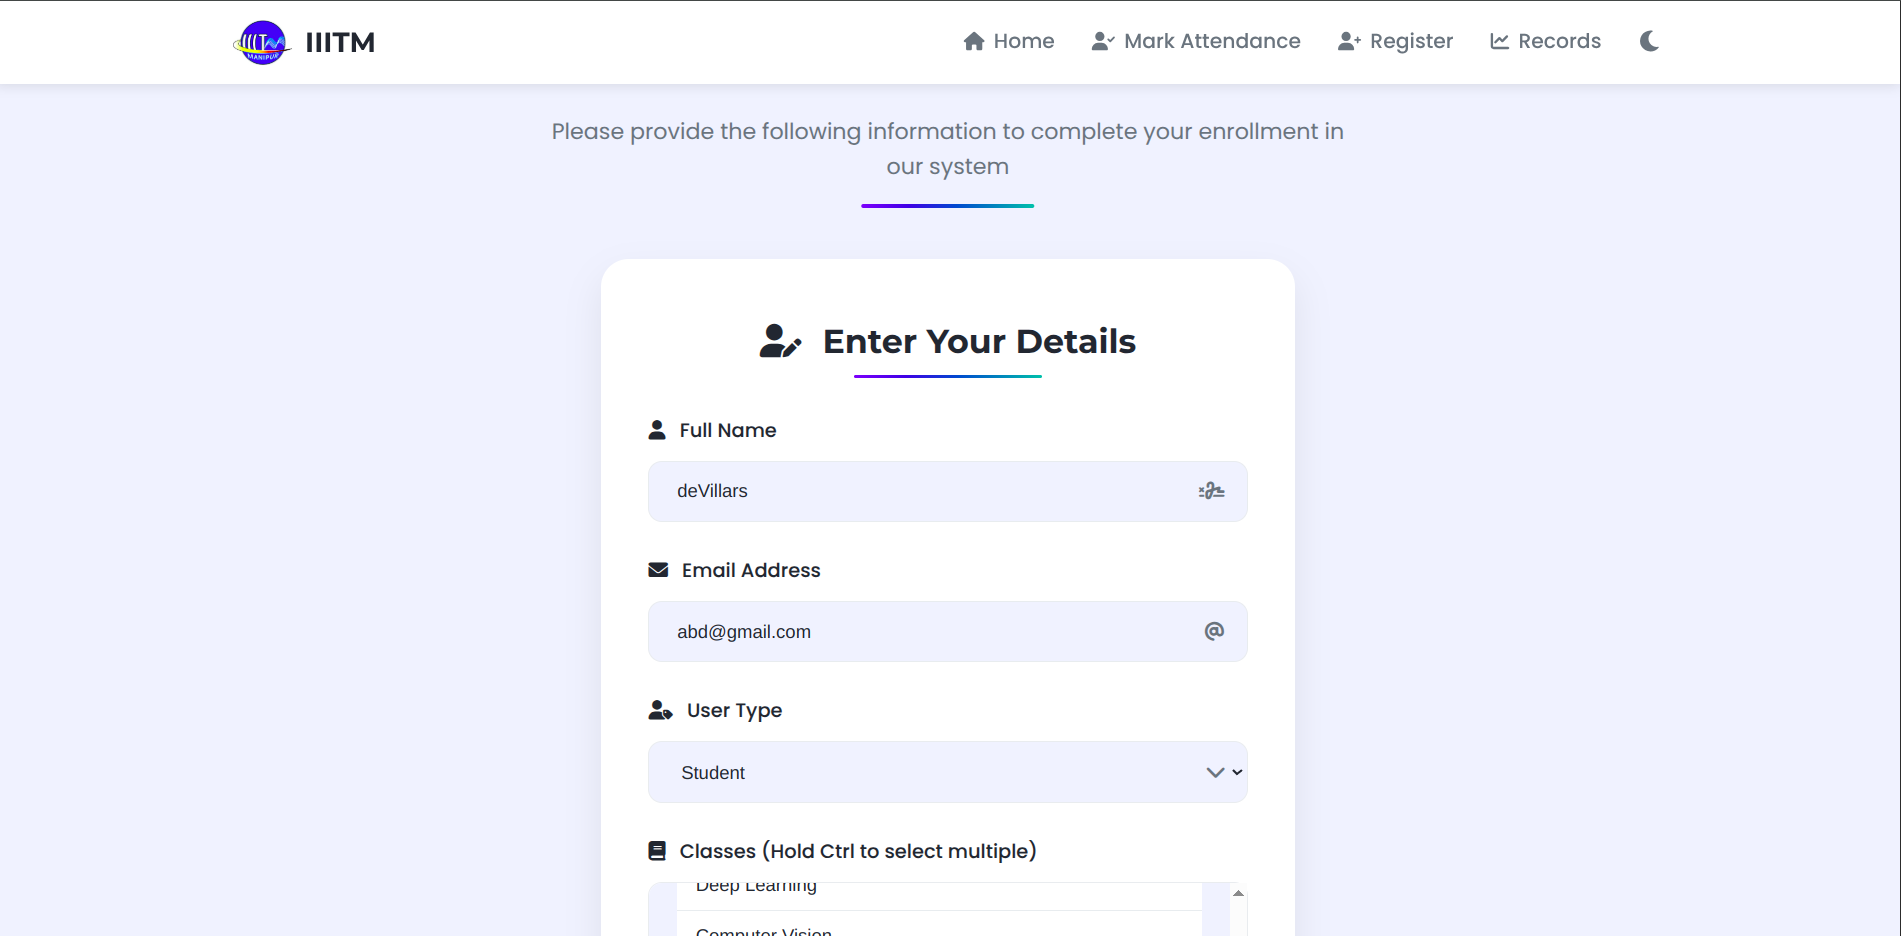 IIITM
MANIPUR
IIITM
Home
Mark Attendance
Register
Records
Please provide the following information to complete your enrollment in
our system
Enter Your Details
Full Name
deVillars
Email Address
abd@gmail.com
@
User Type
Student
Classes (Hold Ctrl to select multiple)
Deep Learning
Computer Vision